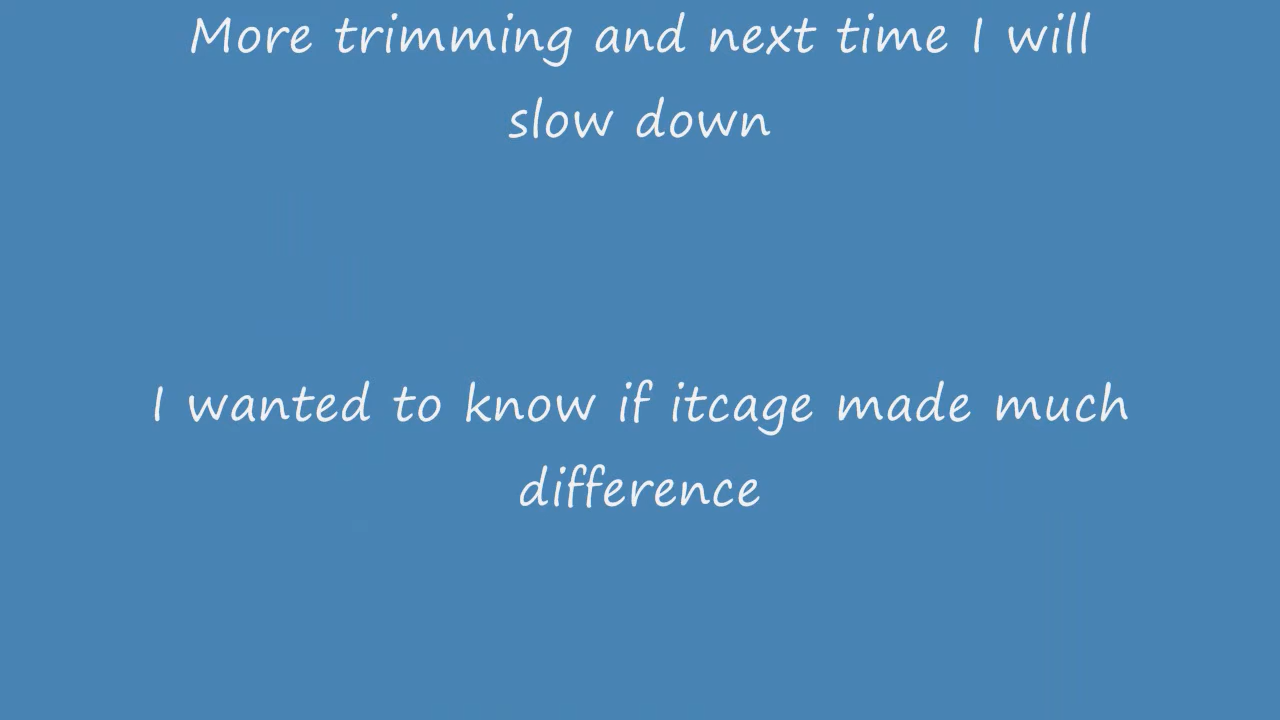 More trimming and next time I will
slow down
I wanted to know if itcage made much
difference